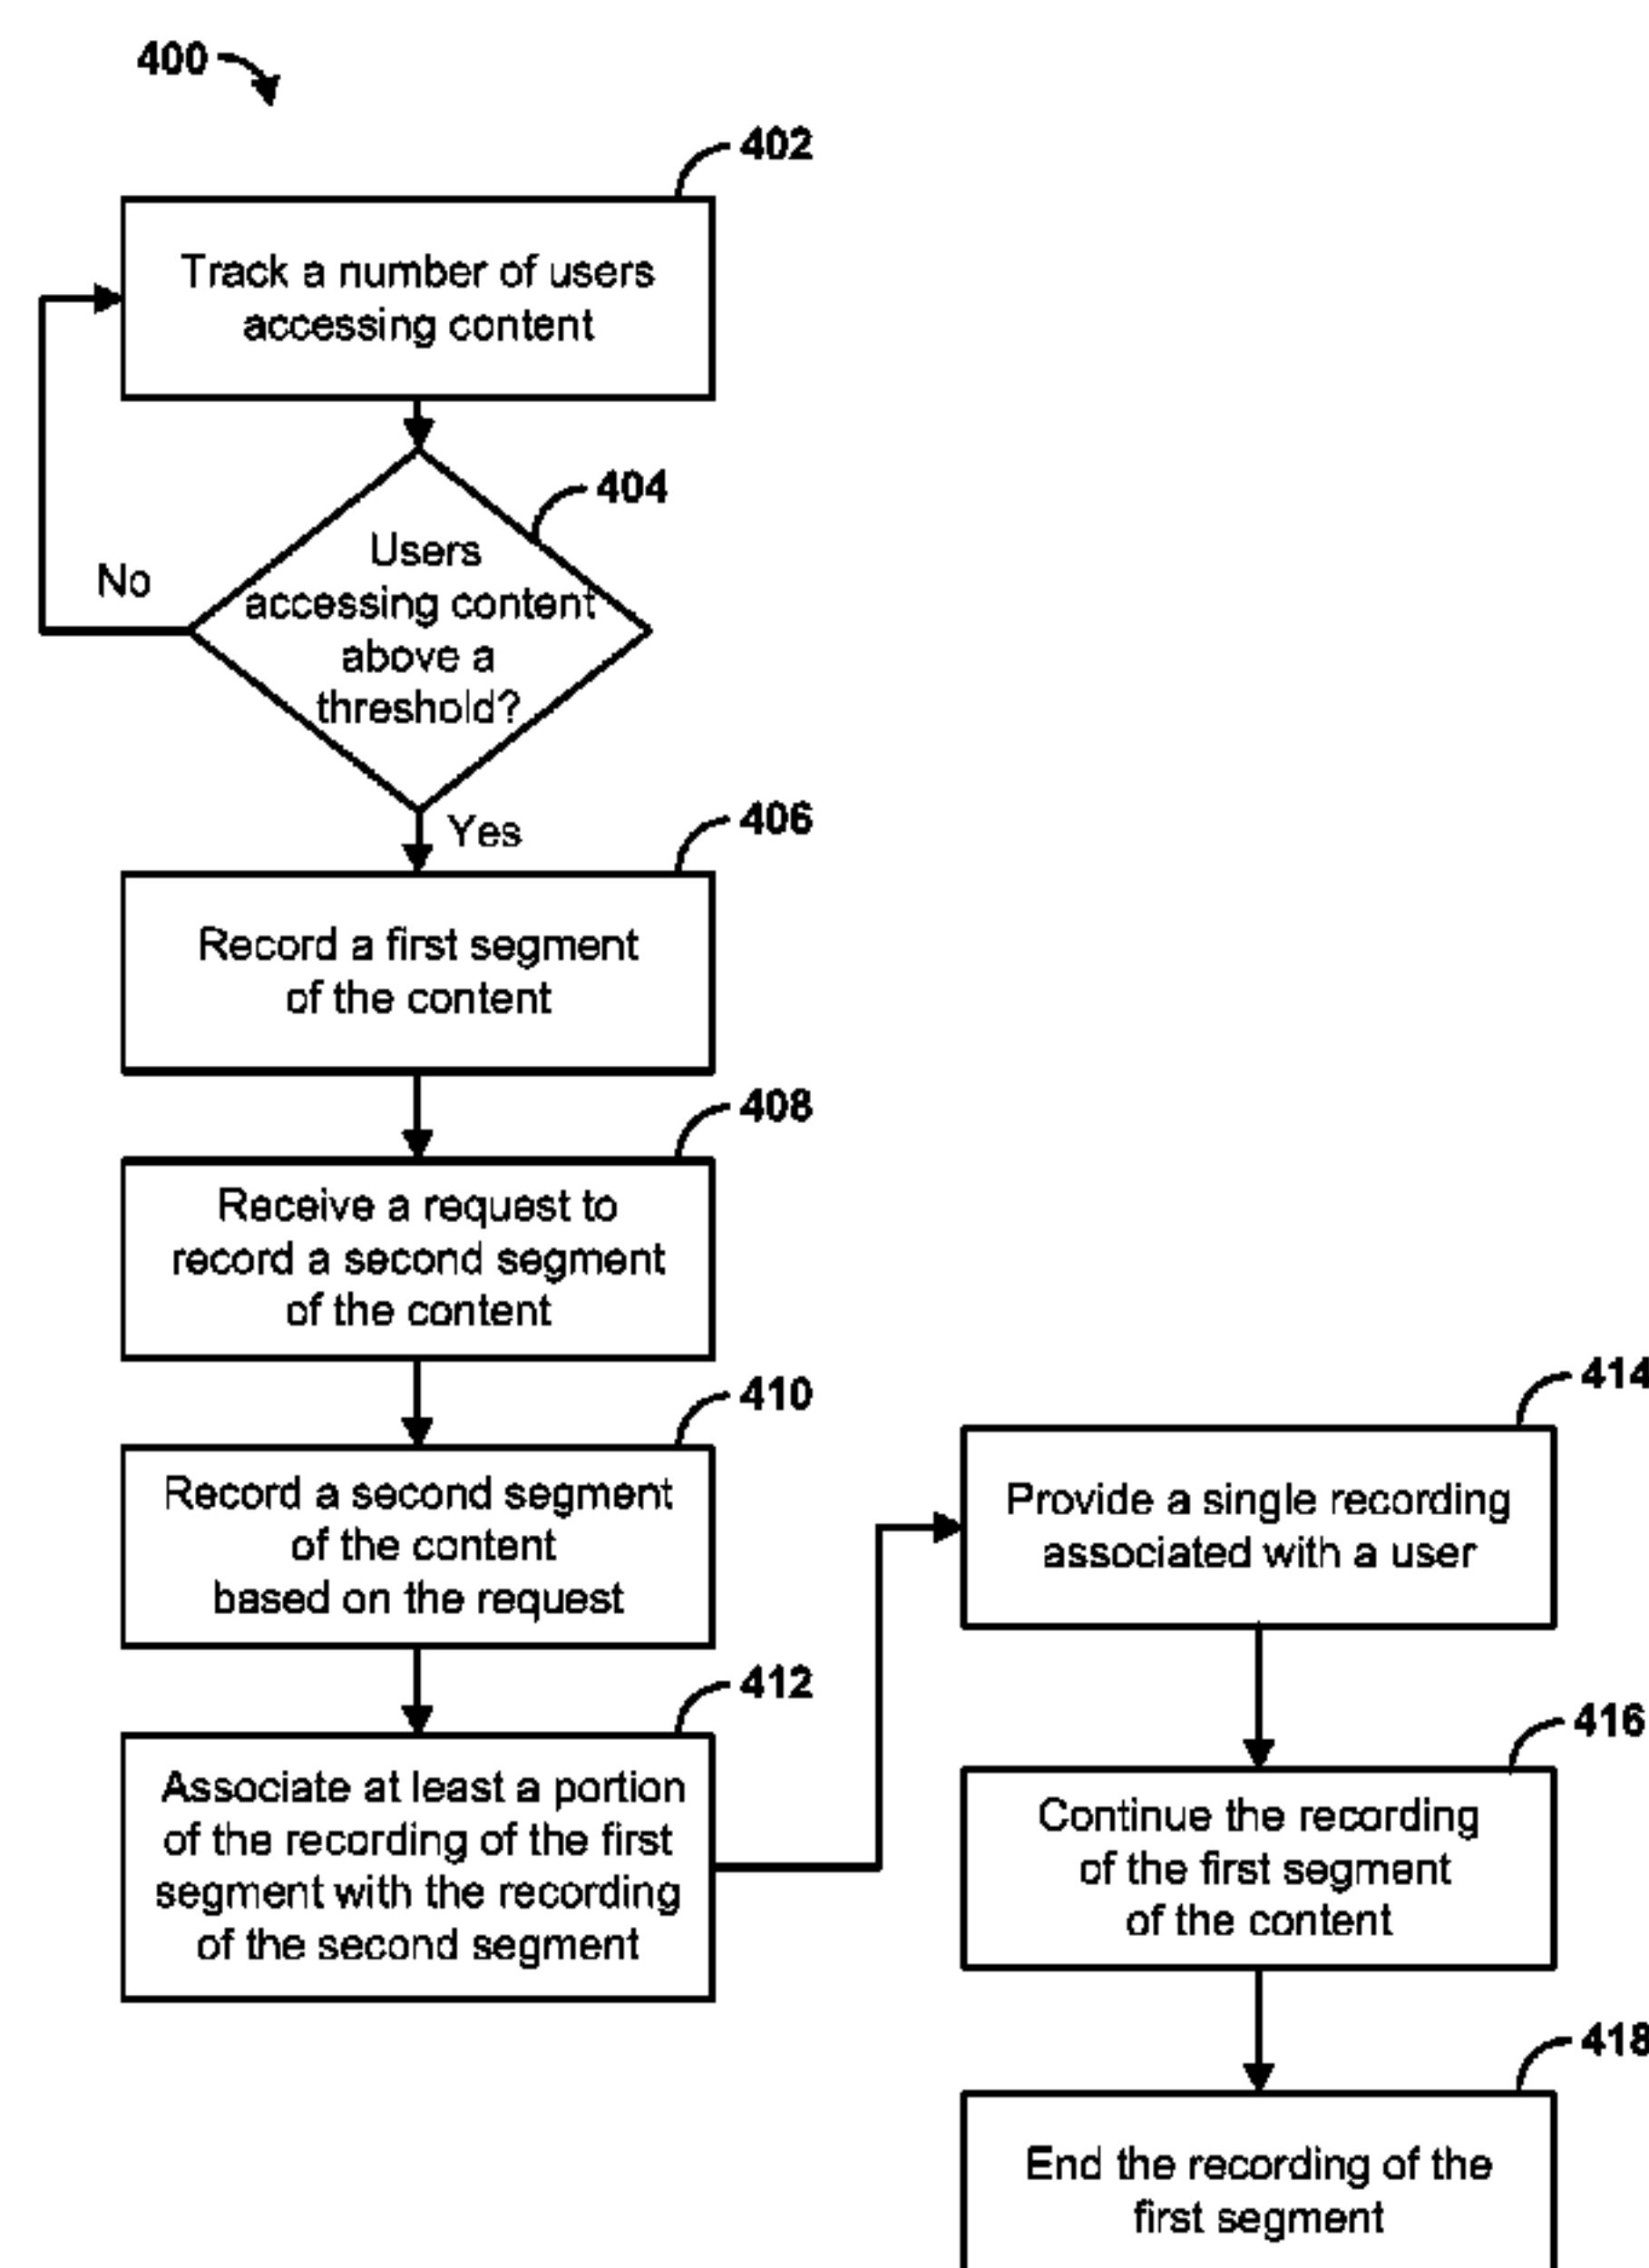 400
402
Track a number of users
accessing content
404
Users
accessing content
above a
threshold?
No
Yes
406
Record a first segment
of the content
408
Receive a request to
record a second segment
of the content
410
Record a second segment
of the content
based on the request
412
Associate at least a portion
of the recording of the first
segment with the recording
of the second segment
414
Provide a single recording
associated with a user
416
Continue the recording
of the first segment
of the content
418
End the recording of the
first segment